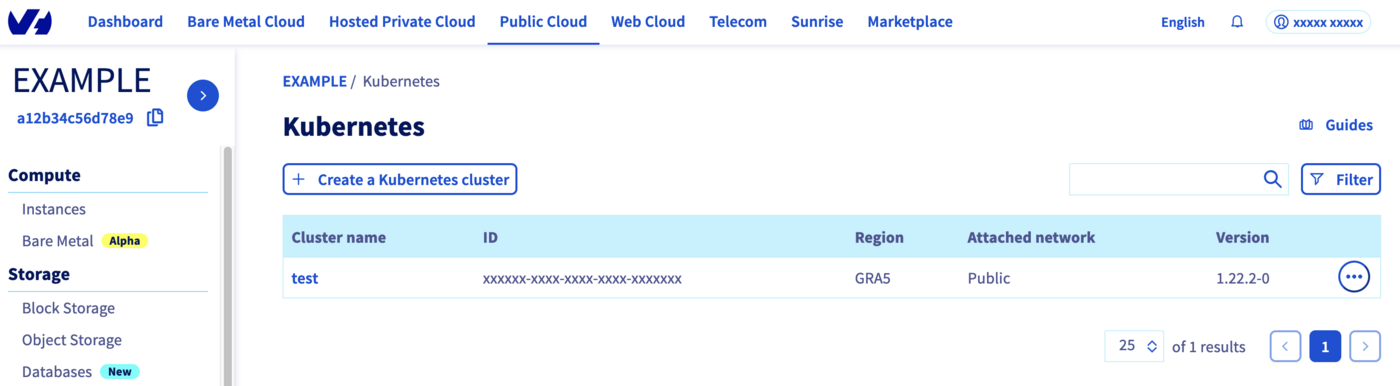 Dashboard Bare Metal Cloud Hosted Private Cloud Public Cloud Web Cloud Telecom Sunrise Marketplace English xxxxx xxxxx
EXAMPLE
a12b34c56d78e9
Compute
Instances
Bare Metal Alpha
Storage
Block Storage
Object Storage
Databases New
EXAMPLE / Kubernetes
Kubernetes
Guides
+ Create a Kubernetes cluster
Filter
Cluster name ID Region Attached network Version
test xxxxxx-xxxx-xxxx-xxxx-xxxxxxx GRA5 Public 1.22.2-0
25 of 1 results 1